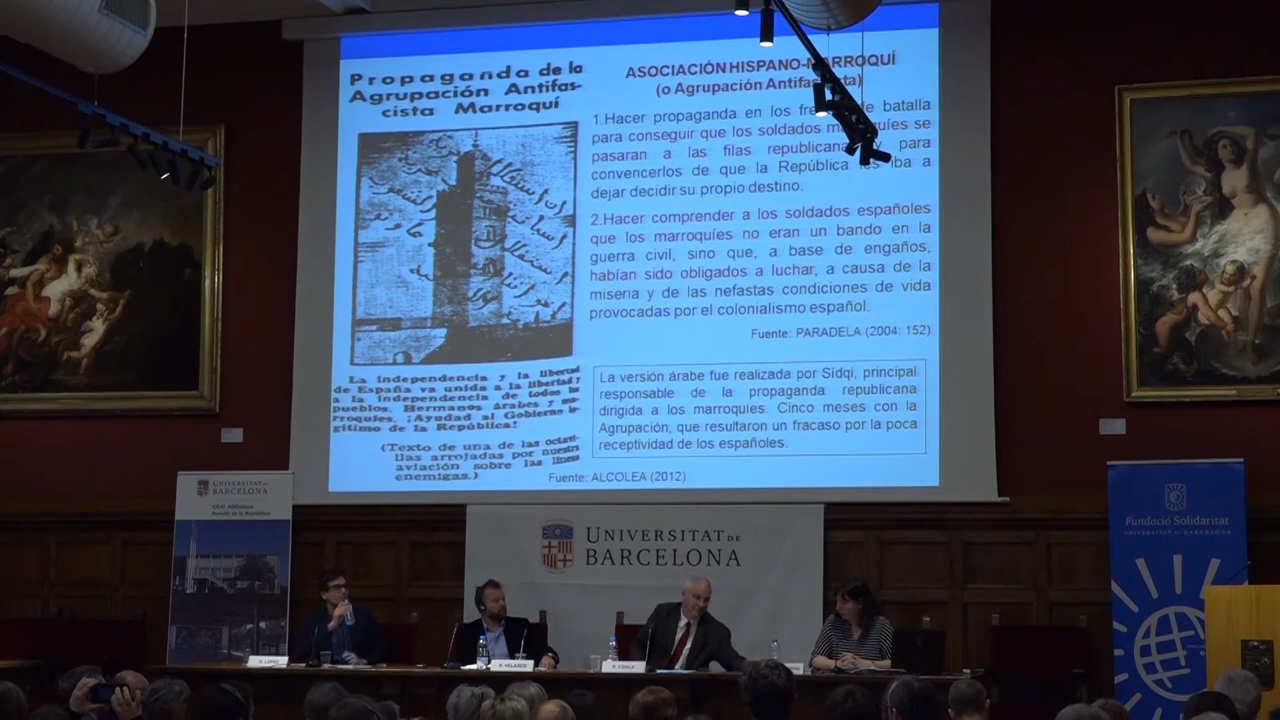 Propaganda de la
Agrupación Antifas-
cista Marroquí
La independencia y la libertad
de España va unida a la libertad y
a la independencia de todos los
pueblos. Hermanos árabes y ma-
rroquíes. ¡Ayudad al Gobierno le-
gítimo de la República!
(Texto de una de las octavi-
llas arrojadas por nuestra
aviación sobre las líneas
enemigas.)
ASOCIACIÓN HISPANO-MARROQUÍ
(o Agrupación Antifascista)
1.Hacer propaganda en los frentes de batalla
para conseguir que los soldados marroquíes se
pasaran a las filas republicanas y para
convencerlos de que la República les iba a
dejar decidir su propio destino.
2.Hacer comprender a los soldados españoles
que los marroquíes no eran un bando en la
guerra civil, sino que, a base de engaños,
habían sido obligados a luchar, a causa de la
miseria y de las nefastas condiciones de vida
provocadas por el colonialismo español.
Fuente: PARADELA (2004: 152)
La versión árabe fue realizada por Sidqi, principal
responsable de la propaganda republicana
dirigida a los marroquíes. Cinco meses con la
Agrupación, que resultaron un fracaso por la poca
receptividad de los españoles.
Fuente: ALCOLEA (2012)
UNIVERSITAT DE
BARCELONA
CRAI Biblioteca
Pavelló de la República
UNIVERSITAT DE
BARCELONA
Fundació Solidaritat
UNIVERSITAT DE BARCELONA
D. LÓPEZ
R. VELASCO
P. COHLE